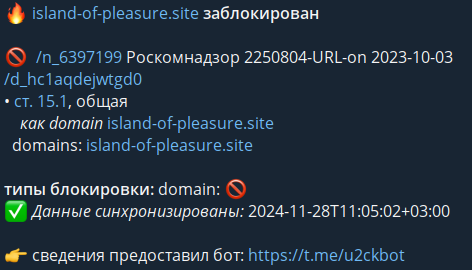 🔥 island-of-pleasure.site заблокирован
🚫 /n_6397199 Роскомнадзор 2250804-URL-on 2023-10-03
/d_hc1aqdejwtgd0
• ст. 15.1, общая
как domain island-of-pleasure.site
domains: island-of-pleasure.site
типы блокировки: domain: 🚫
✅ Данные синхронизированы: 2024-11-28T11:05:02+03:00
👉 сведения предоставил бот: https://t.me/u2ckbot